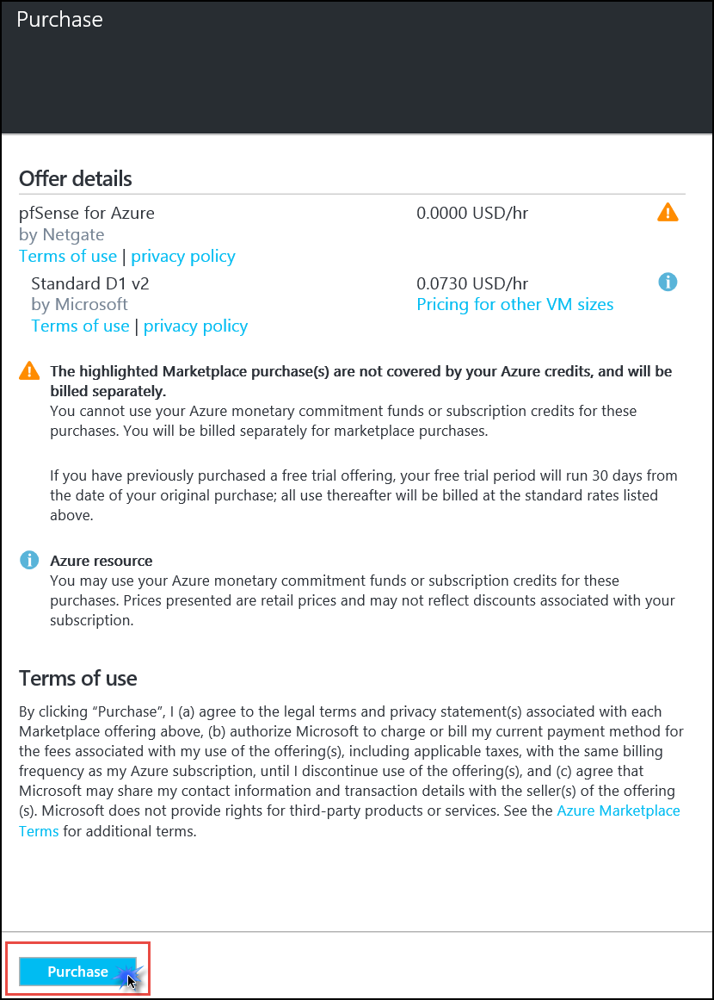 Purchase
Offer details
pfSense for Azure 0.0000 USD/hr
by Netgate
Terms of use | privacy policy
Standard D1 v2 0.0730 USD/hr
by Microsoft Pricing for other VM sizes
Terms of use | privacy policy
The highlighted Marketplace purchase(s) are not covered by your Azure credits, and will be
billed separately.
You cannot use your Azure monetary commitment funds or subscription credits for these
purchases. You will be billed separately for marketplace purchases.
If you have previously purchased a free trial offering, your free trial period will run 30 days from
the date of your original purchase; all use thereafter will be billed at the standard rates listed
above.
Azure resource
You may use your Azure monetary commitment funds or subscription credits for these
purchases. Prices presented are retail prices and may not reflect discounts associated with your
subscription.
Terms of use
By clicking “Purchase”, I (a) agree to the legal terms and privacy statement(s) associated with each
Marketplace offering above, (b) authorize Microsoft to charge or bill my current payment method for
the fees associated with my use of the offering(s), including applicable taxes, with the same billing
frequency as my Azure subscription, until I discontinue use of the offering(s), and (c) agree that
Microsoft may share my contact information and transaction details with the seller(s) of the offering
(s). Microsoft does not provide rights for third-party products or services. See the Azure Marketplace
Terms for additional terms.
Purchase